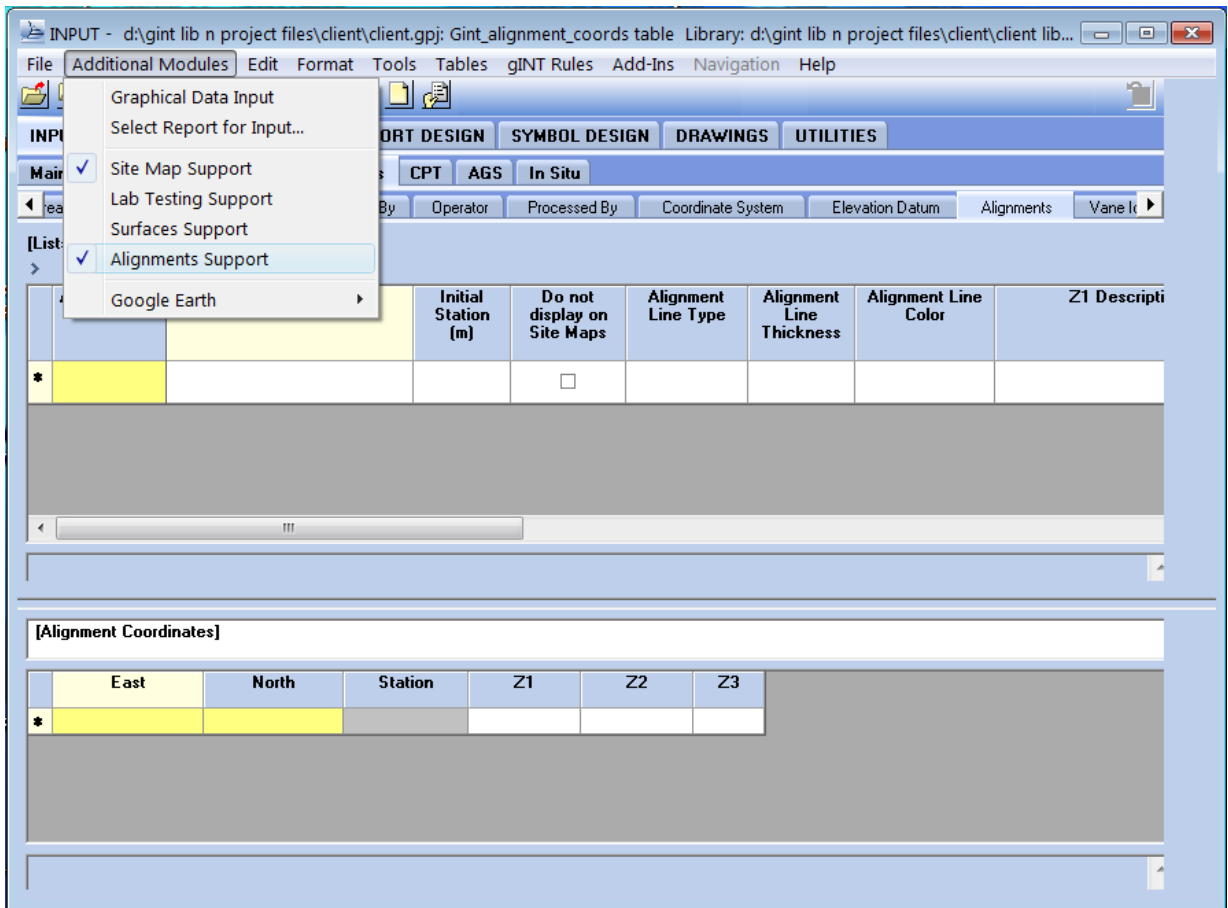 INPUT - d:\gint lib n project files\client\client.gpj: Gint_alignment_coords table Library: d:\gint lib n project files\client\client lib...
File Additional Modules Edit Format Tools Tables gINT Rules Add-Ins Navigation Help
Graphical Data Input
Select Report for Input...
Site Map Support
Lab Testing Support
Surfaces Support
Alignments Support
Google Earth
INP ORT DESIGN SYMBOL DESIGN DRAWINGS UTILITIES
Mai CPT AGS In Situ
By Operator Processed By Coordinate System Elevation Datum Alignments Vane
[List
Initial Station (m) Do not display on Site Maps Alignment Line Type Alignment Line Thickness Alignment Line Color Z1 Descripti
[Alignment Coordinates]
East North Station Z1 Z2 Z3